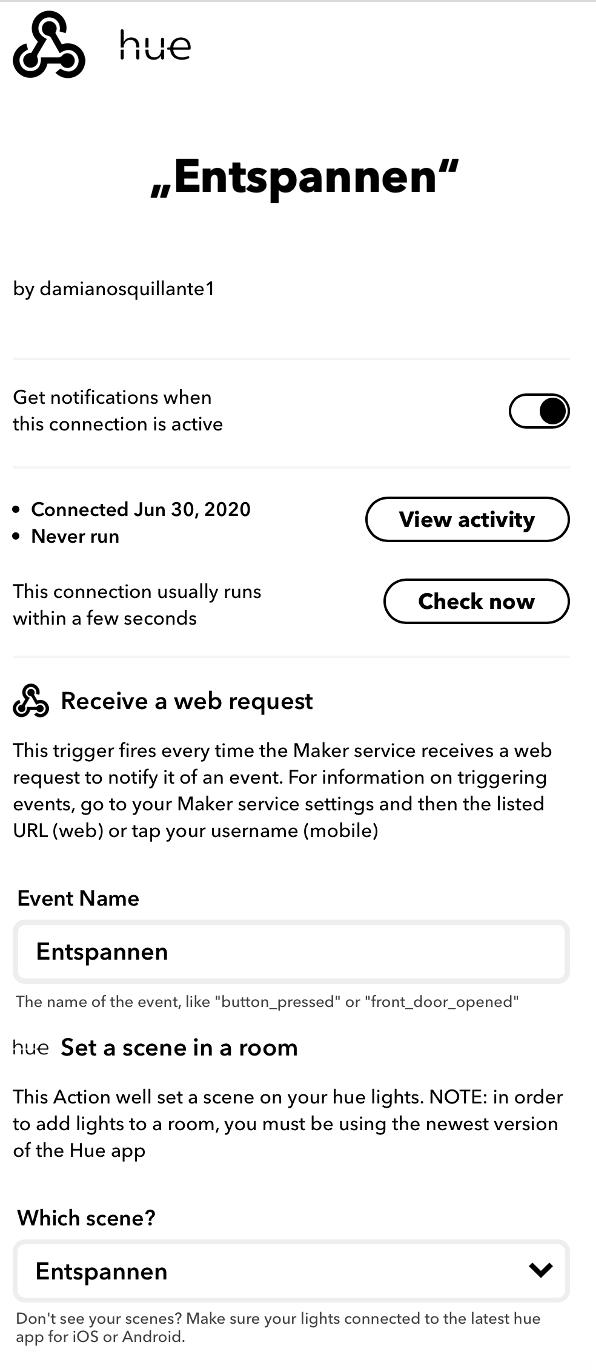 hue
„Entspannen“
by damianosquillante1
Get notifications when
this connection is active
• Connected Jun 30, 2020
• Never run
View activity
This connection usually runs
within a few seconds
Check now
Receive a web request
This trigger fires every time the Maker service receives a web
request to notify it of an event. For information on triggering
events, go to your Maker service settings and then the listed
URL (web) or tap your username (mobile)
Event Name
Entspannen
The name of the event, like "button_pressed" or "front_door_opened"
hue Set a scene in a room
This Action well set a scene on your hue lights. NOTE: in order
to add lights to a room, you must be using the newest version
of the Hue app
Which scene?
Entspannen
Don't see your scenes? Make sure your lights connected to the latest hue
app for iOS or Android.